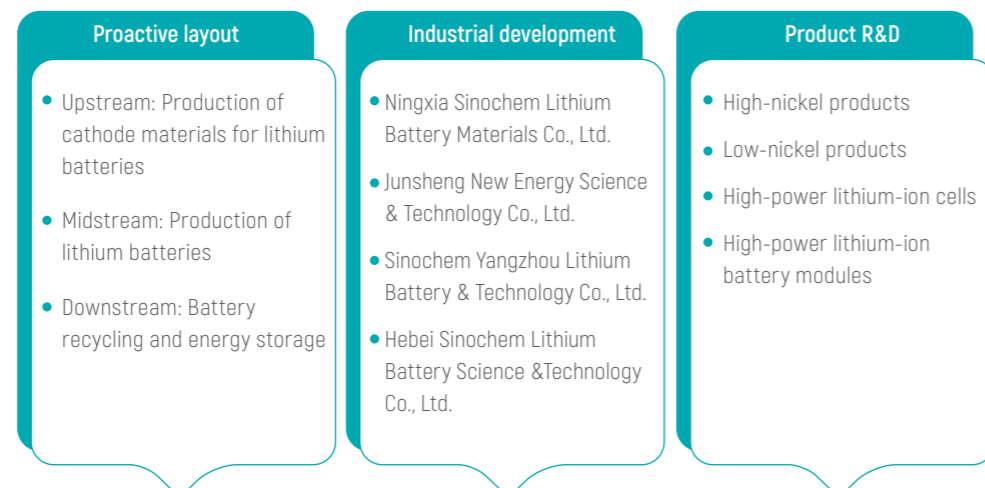 Proactive layout
Upstream: Production of
cathode materials for lithium
batteries
Midstream: Production of
lithium batteries
Downstream: Battery
recycling and energy storage
Industrial development
Ningxia Sinochem Lithium
Battery Materials Co., Ltd.
Junsheng New Energy Science
& Technology Co., Ltd.
Sinochem Yangzhou Lithium
Battery & Technology Co., Ltd.
Hebei Sinochem Lithium
Battery Science &Technology
Co., Ltd.
Product R&D
High-nickel products
Low-nickel products
High-power lithium-ion cells
High-power lithium-ion
battery modules